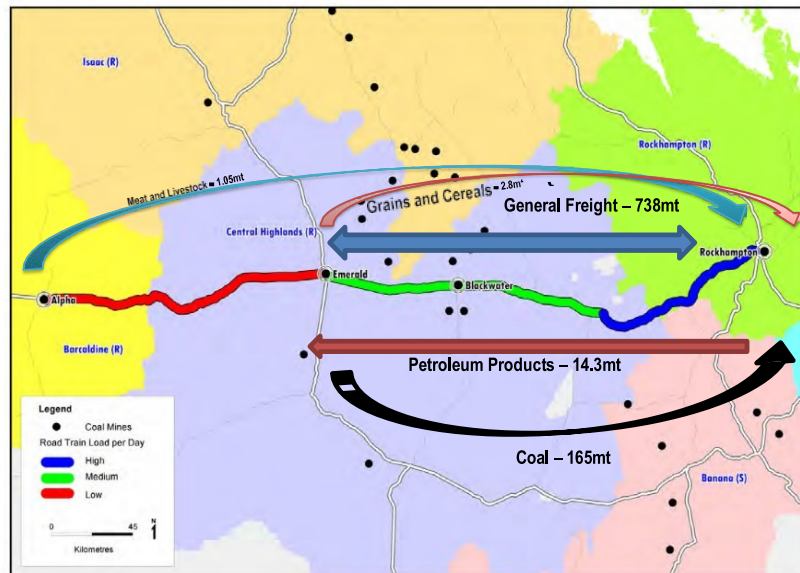 Isaac (R)
Rockhampton (R)
Meat and Livestock – 1.05mt
Grains and Cereals – 2.8m
General Freight – 738mt
Central Highlands (R)
Rockhampton
Emerald
Blackwater
Alpha
Barcaldine (R)
Petroleum Products – 14.3mt
Coal – 165mt
Banana (S)
Legend
Coal Mines
Road Train Load per Day
High
Medium
Low
0 45
N
Kilometres